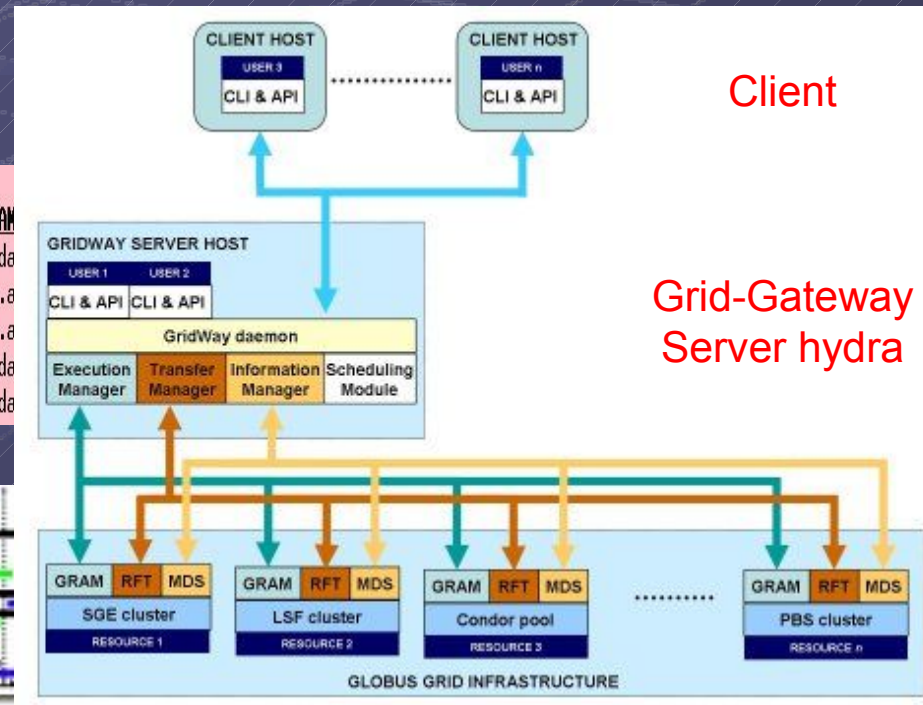 CLIENT HOST
USER 3
CLI & API
CLIENT HOST
USER n
CLI & API
Client
GRIDWAY SERVER HOST
USER 1 USER 2
CLI & API CLI & API
GridWay daemon
Execution Manager
Transfer Manager
Information Manager
Scheduling Module
Grid-Gateway
Server hydra
GRAM RFT MDS
SGE cluster
RESOURCE 1
GRAM RFT MDS
LSF cluster
RESOURCE 2
GRAM RFT MDS
Condor pool
RESOURCE 3
GRAM RFT MDS
PBS cluster
RESOURCE n
GLOBUS GRID INFRASTRUCTURE